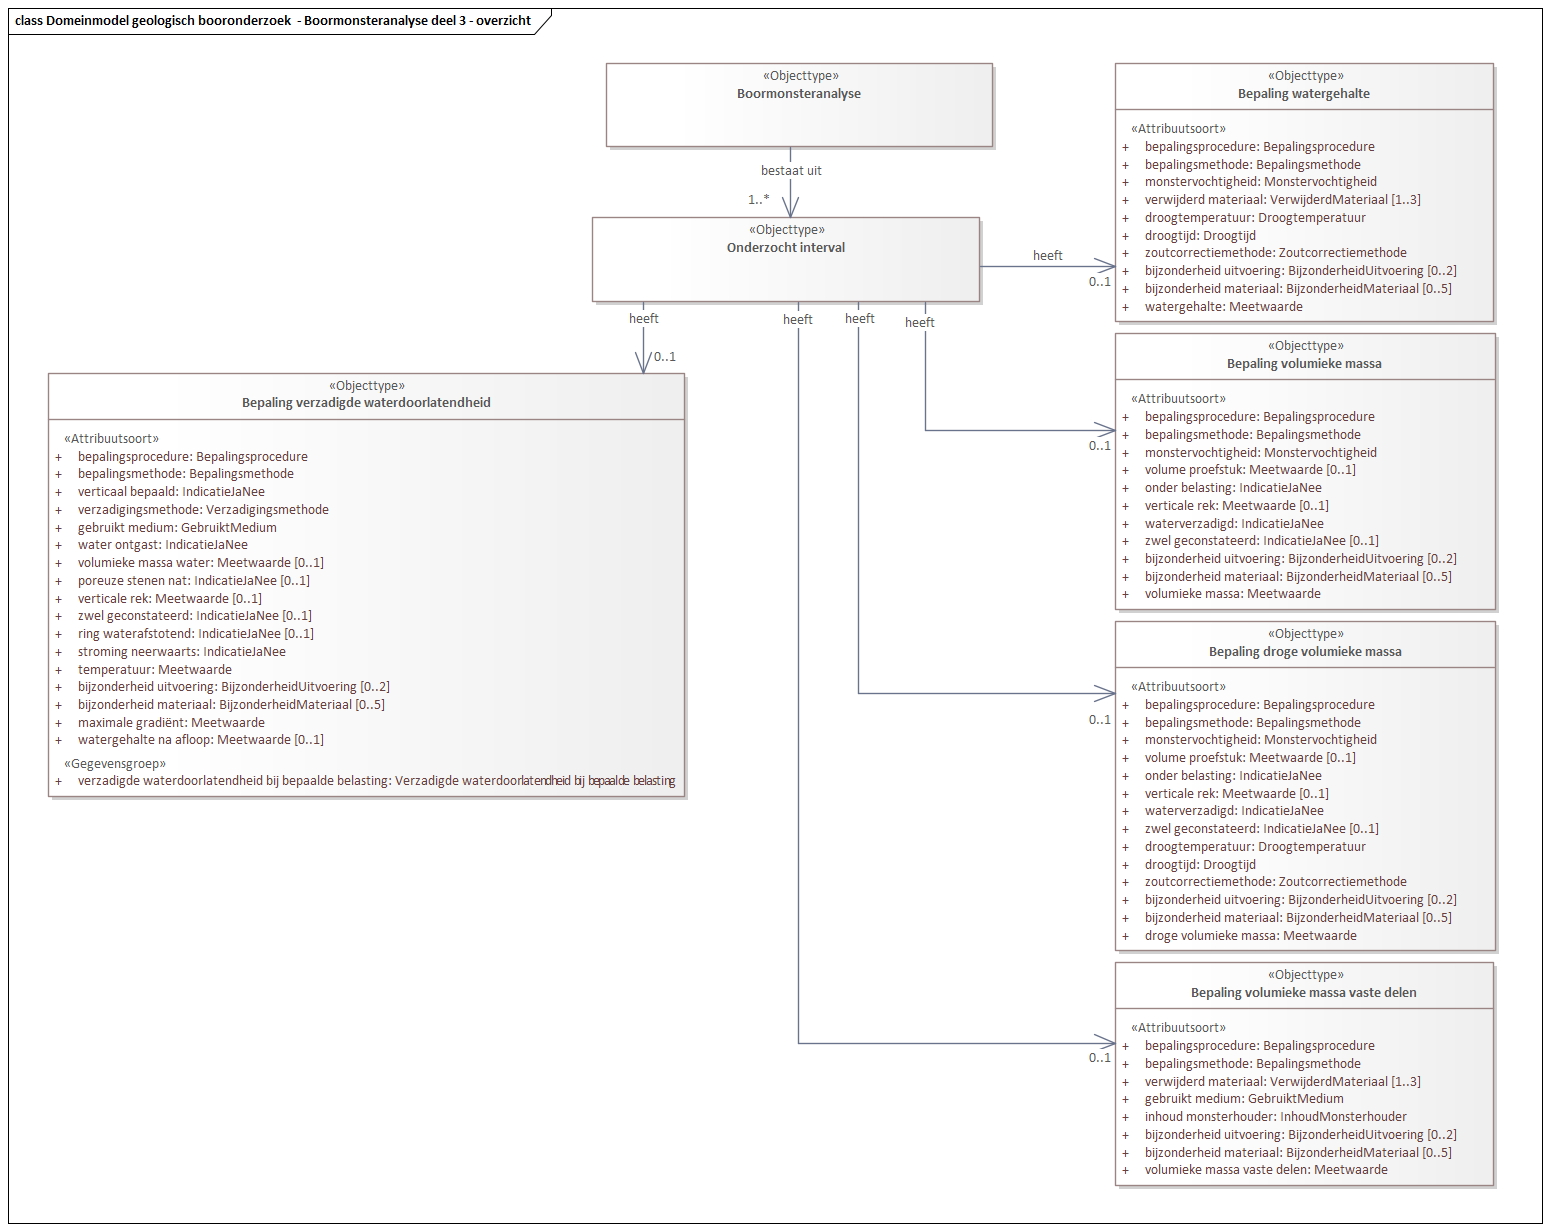 class Domeinmodel geologisch booronderzoek  - Boormonsteranalyse deel 3 - overzicht
«Objecttype»
Boormonsteranalyse
bestaat uit
1..*
«Objecttype»
Onderzocht interval
heeft
0..1
heeft
0..1
heeft
heeft
heeft
0..1
0..1
0..1
«Objecttype»
Bepaling verzadigde waterdoorlatendheid
«Attribuutsoort»
+ bepalingsprocedure: Bepalingsprocedure
+ bepalingsmethode: Bepalingsmethode
+ verticaal bepaald: IndicatieJaNee
+ verzadigingsmethode: Verzadigingsmethode
+ gebruikt medium: GebruiktMedium
+ water ontgast: IndicatieJaNee
+ volumieke massa water: Meetwaarde [0..1]
+ poreuze stenen nat: IndicatieJaNee [0..1]
+ verticale rek: Meetwaarde [0..1]
+ zwel geconstateerd: IndicatieJaNee [0..1]
+ ring waterafstotend: IndicatieJaNee [0..1]
+ stroming neerwaarts: IndicatieJaNee
+ temperatuur: Meetwaarde
+ bijzonderheid uitvoering: BijzonderheidUitvoering [0..2]
+ bijzonderheid materiaal: BijzonderheidMateriaal [0..5]
+ maximale gradiënt: Meetwaarde
+ watergehalte na afloop: Meetwaarde [0..1]
«Gegevensgroep»
+ verzadigde waterdoorlatendheid bij bepaalde belasting: Verzadigde waterdoorlatendheid bij bepaalde belasting
«Objecttype»
Bepaling watergehalte
«Attribuutsoort»
+ bepalingsprocedure: Bepalingsprocedure
+ bepalingsmethode: Bepalingsmethode
+ monstervochtigheid: Monstervochtigheid
+ verwijderd materiaal: VerwijderdMateriaal [1..3]
+ droogtemperatuur: Droogtemperatuur
+ droogtijd: Droogtijd
+ zoutcorrectiemethode: Zoutcorrectiemethode
+ bijzonderheid uitvoering: BijzonderheidUitvoering [0..2]
+ bijzonderheid materiaal: BijzonderheidMateriaal [0..5]
+ watergehalte: Meetwaarde
«Objecttype»
Bepaling volumieke massa
«Attribuutsoort»
+ bepalingsprocedure: Bepalingsprocedure
+ bepalingsmethode: Bepalingsmethode
+ monstervochtigheid: Monstervochtigheid
+ volume proefstuk: Meetwaarde [0..1]
+ onder belasting: IndicatieJaNee
+ verticale rek: Meetwaarde [0..1]
+ waterverzadigd: IndicatieJaNee
+ zwel geconstateerd: IndicatieJaNee [0..1]
+ bijzonderheid uitvoering: BijzonderheidUitvoering [0..2]
+ bijzonderheid materiaal: BijzonderheidMateriaal [0..5]
+ volumieke massa: Meetwaarde
«Objecttype»
Bepaling droge volumieke massa
«Attribuutsoort»
+ bepalingsprocedure: Bepalingsprocedure
+ bepalingsmethode: Bepalingsmethode
+ monstervochtigheid: Monstervochtigheid
+ volume proefstuk: Meetwaarde [0..1]
+ onder belasting: IndicatieJaNee
+ verticale rek: Meetwaarde [0..1]
+ waterverzadigd: IndicatieJaNee
+ zwel geconstateerd: IndicatieJaNee [0..1]
+ droogtemperatuur: Droogtemperatuur
+ droogtijd: Droogtijd
+ zoutcorrectiemethode: Zoutcorrectiemethode
+ bijzonderheid uitvoering: BijzonderheidUitvoering [0..2]
+ bijzonderheid materiaal: BijzonderheidMateriaal [0..5]
+ droge volumieke massa: Meetwaarde
«Objecttype»
Bepaling volumieke massa vaste delen
«Attribuutsoort»
+ bepalingsprocedure: Bepalingsprocedure
+ bepalingsmethode: Bepalingsmethode
+ verwijderd materiaal: VerwijderdMateriaal [1..3]
+ gebruikt medium: GebruiktMedium
+ inhoud monsterhouder: InhoudMonsterhouder
+ bijzonderheid uitvoering: BijzonderheidUitvoering [0..2]
+ bijzonderheid materiaal: BijzonderheidMateriaal [0..5]
+ volumieke massa vaste delen: Meetwaarde